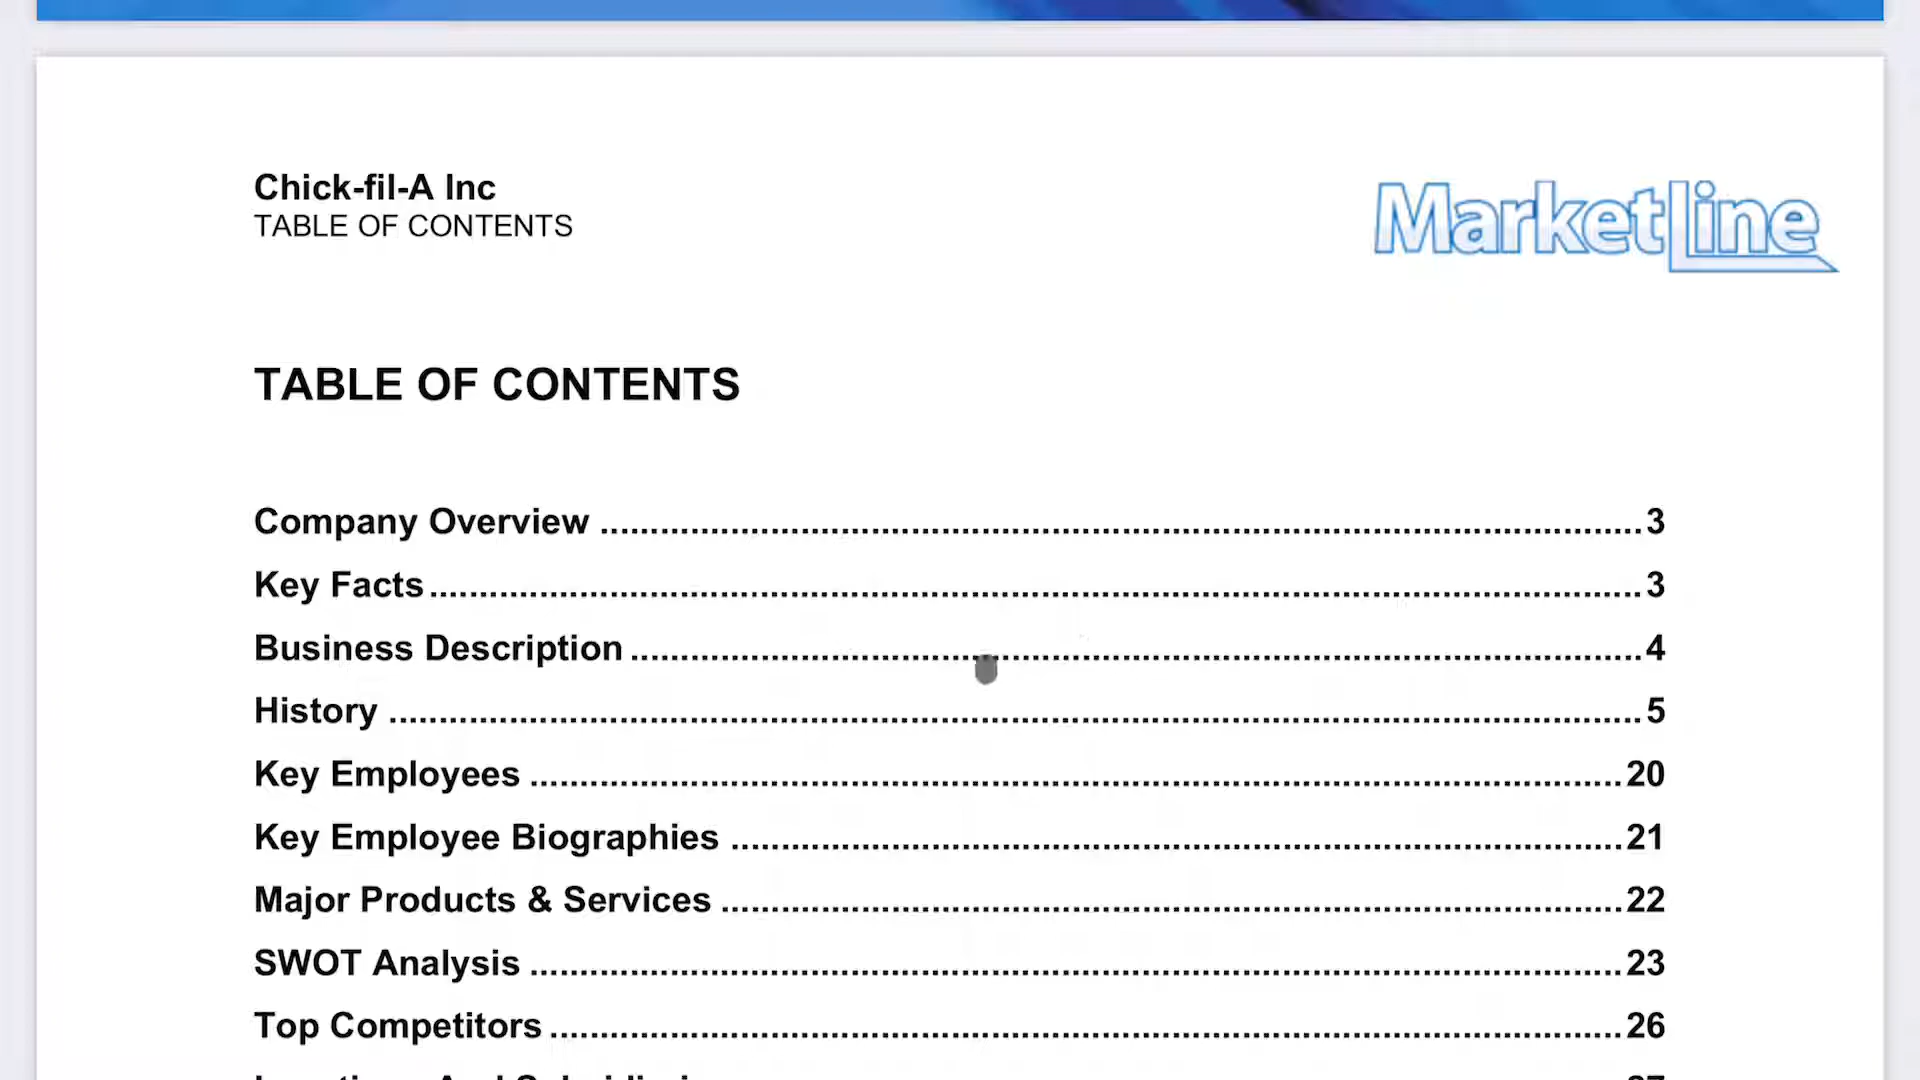 Chick-fil-A Inc
TABLE OF CONTENTS
MarketLine
TABLE OF CONTENTS
Company Overview ........................................ 3
Key Facts ........................................ 3
Business Description ........................................ 4
History ........................................ 5
Key Employees ........................................ 20
Key Employee Biographies ........................................ 21
Major Products & Services ........................................ 22
SWOT Analysis ........................................ 23
Top Competitors ........................................ 26